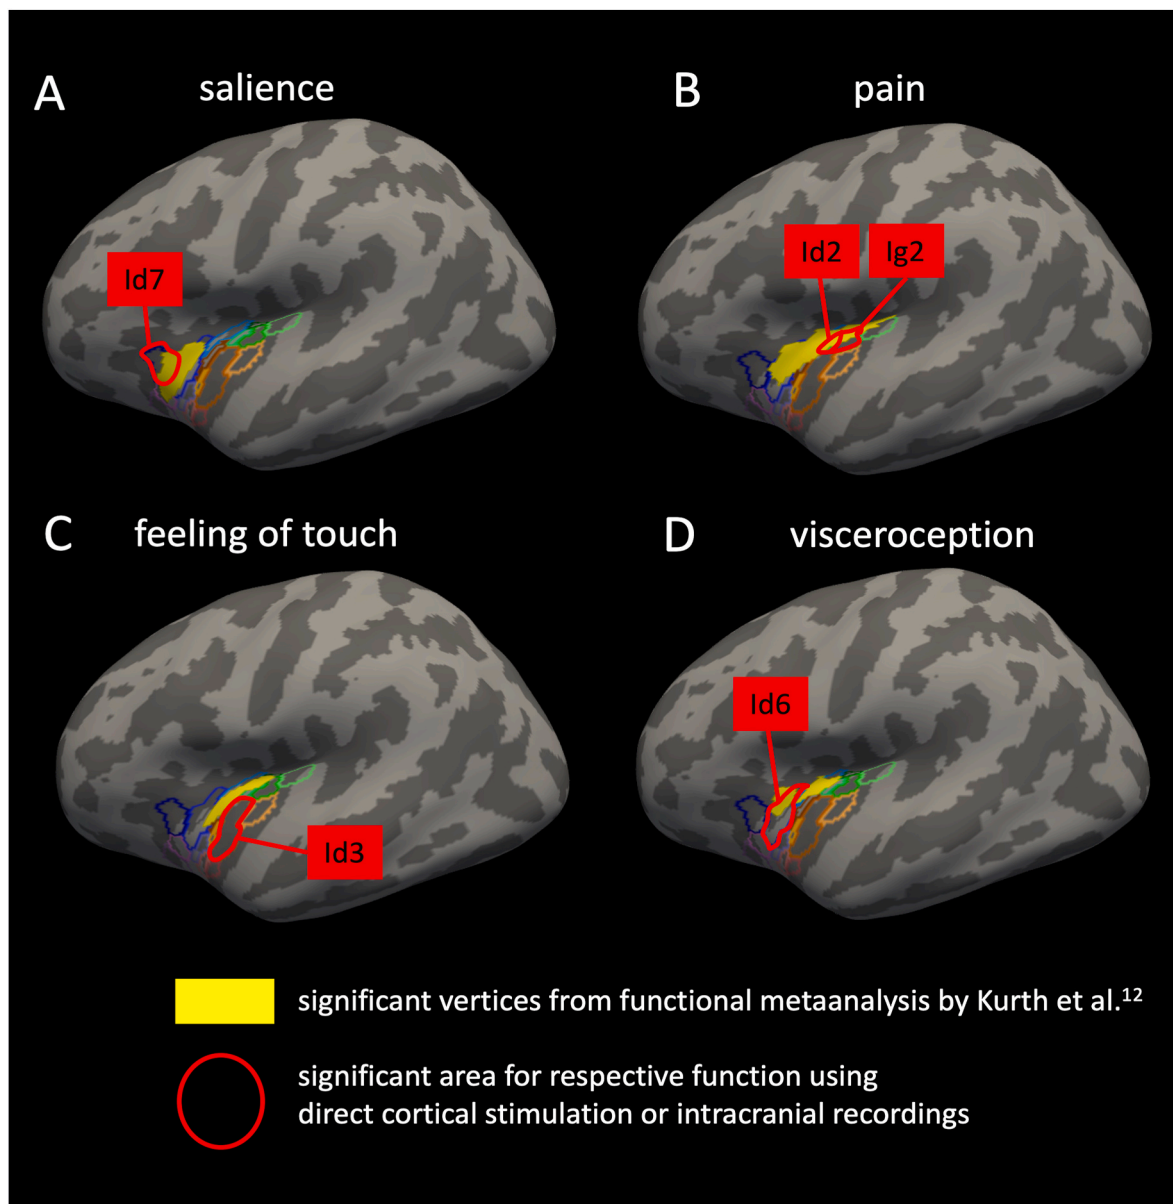 A
salience
B
pain
Id7
Id2
Ig2
C
feeling of touch
D
visceroception
Id6
Id3
significant vertices from functional metaanalysis by Kurth et al.¹²
significant area for respective function using
direct cortical stimulation or intracranial recordings